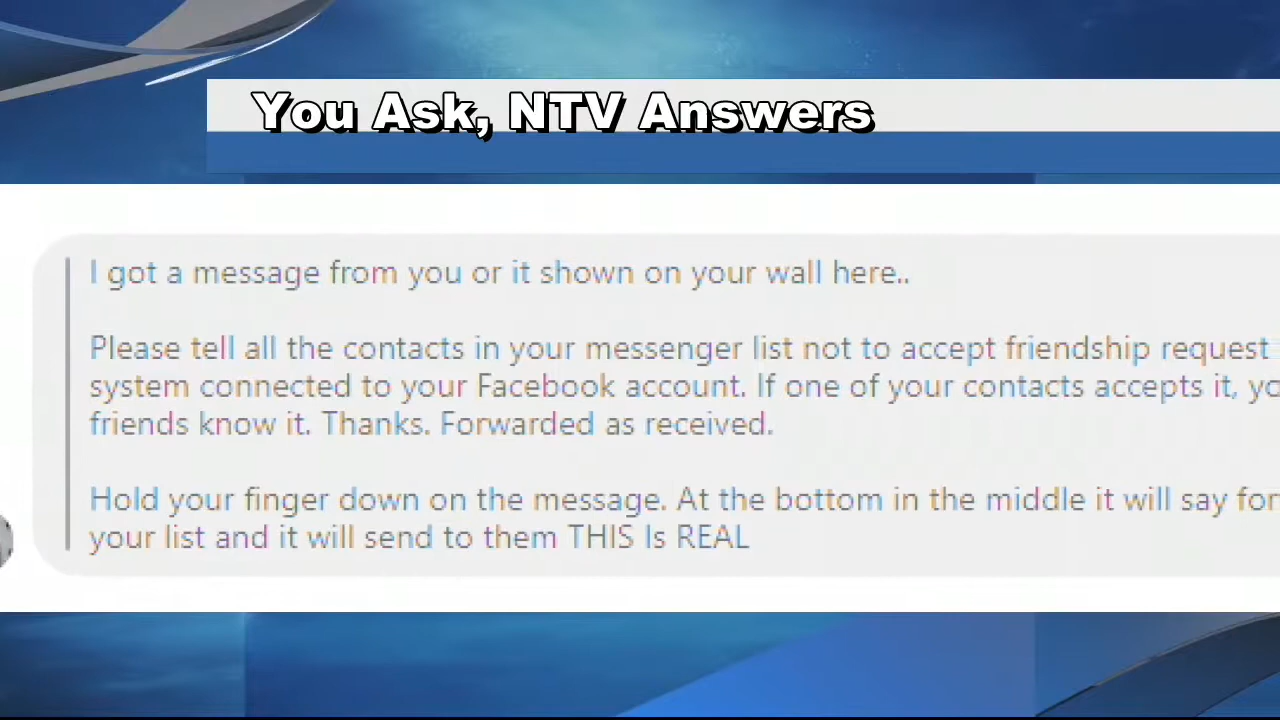 You Ask, NTV Answers
I got a message from you or it shown on your wall here..
Please tell all the contacts in your messenger list not to accept friendship request
system connected to your Facebook account. If one of your contacts accepts it,
friends know it. Thanks. Forwarded as received.
Hold your finger down on the message. At the bottom in the middle it will say
your list and it will send to them THIS Is REAL